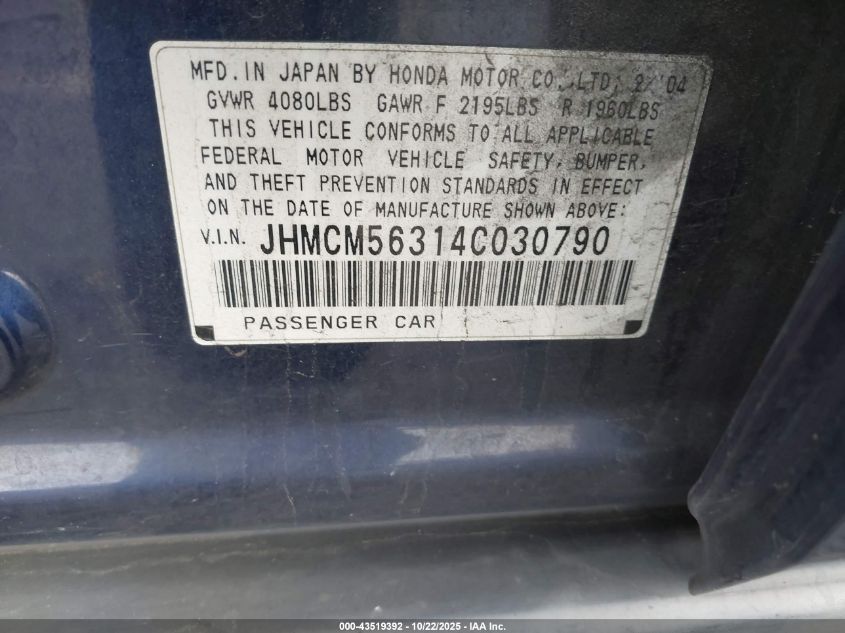 MFD. IN JAPAN BY HONDA MOTOR CO., LTD, 2/'04
GVWR 4080LBS GAWR F 2195LBS R 1960LBS
THIS VEHICLE CONFORMS TO ALL APPLICABLE
FEDERAL MOTOR VEHICLE SAFETY, BUMPER,
AND THEFT PREVENTION STANDARDS IN EFFECT
ON THE DATE OF MANUFACTURE SHOWN ABOVE:
V.I.N. JHMCM56314C030790
PASSENGER CAR
000-43519392 - 10/22/2025 - IAA Inc.